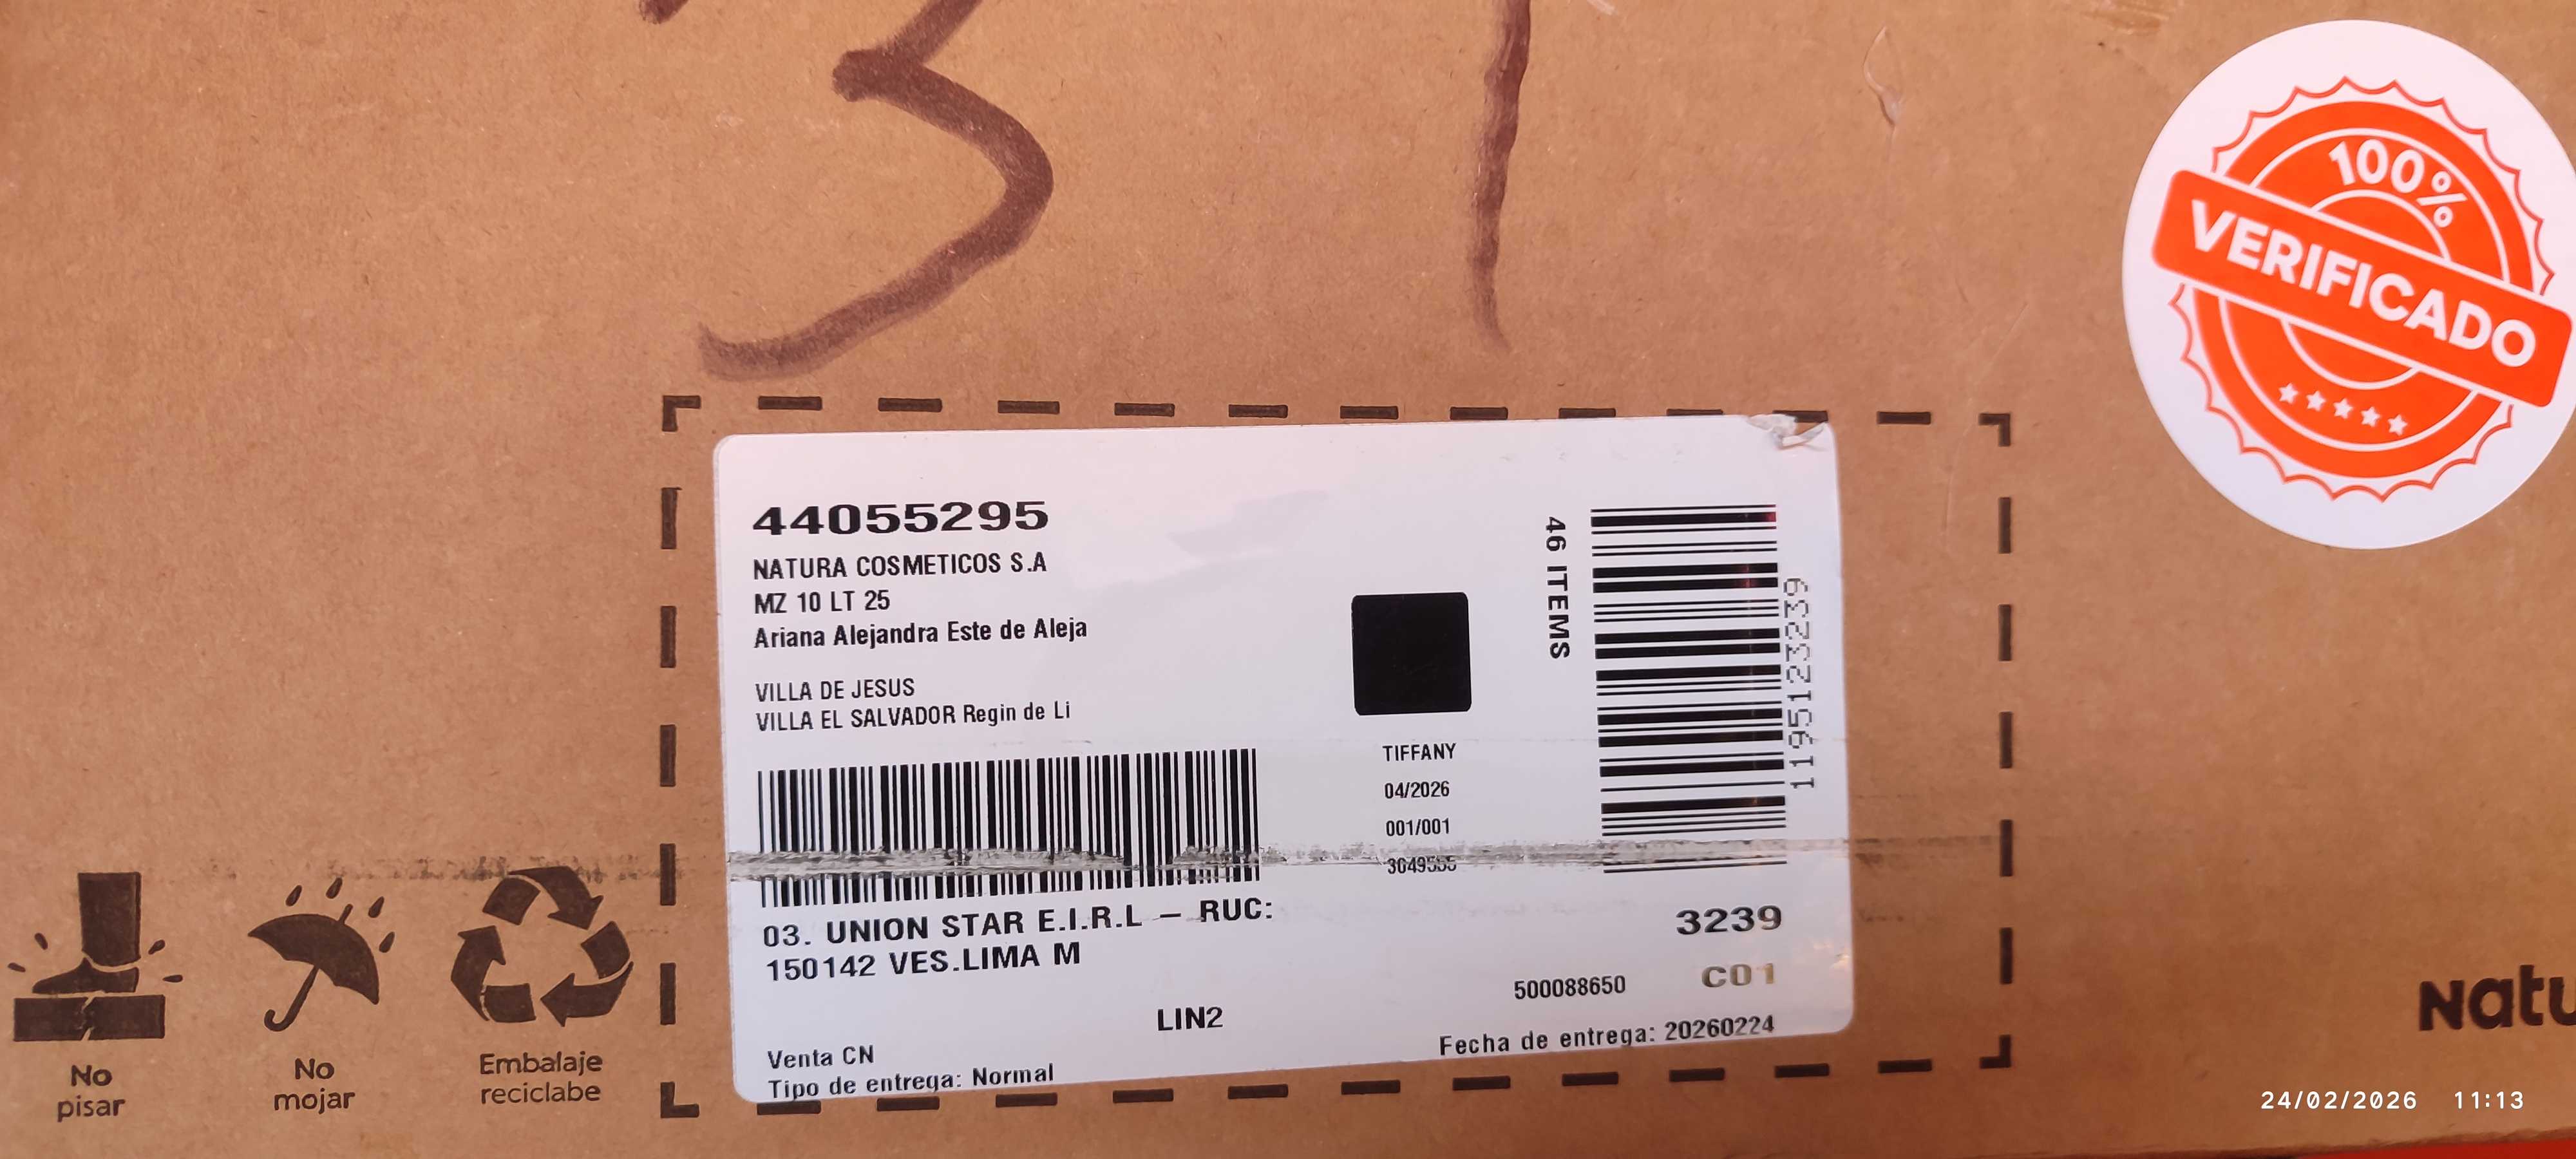 3 1
100%
VERIFICADO
44055295
NATURA COSMETICOS S.A
MZ 10 LT 25
Ariana Alejandra Este de Aleja
VILLA DE JESUS
VILLA EL SALVADOR Regin de Li
46 ITEMS
1195123239
TIFFANY
04/2026
001/001
03. UNION STAR E.I.R.L – RUC:
150142 VES.LIMA M
3239
500088650
C01
LIN2
Fecha de entrega: 20260224
Venta CN
Tipo de entrega: Normal
No
pisar
No
mojar
Embalaje
reciclabe
Natu
24/02/2026 11:13